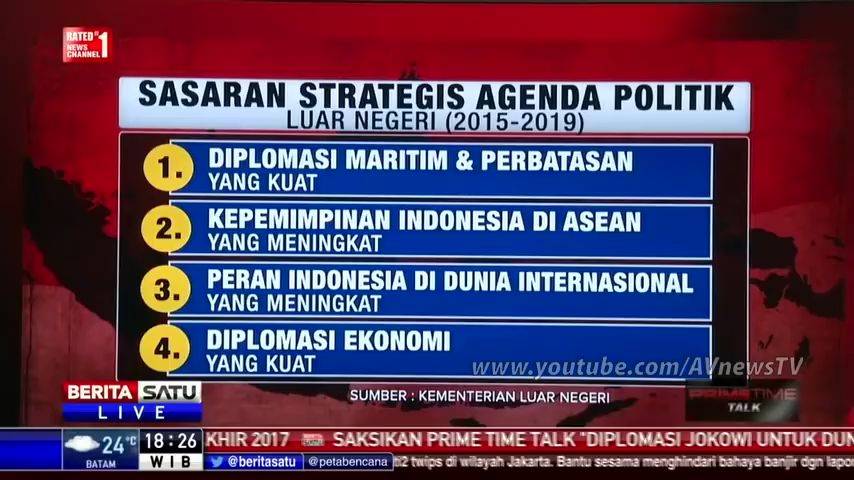 RATED #1
NEWS
CHANNEL
SASARAN STRATEGIS AGENDA POLITIK
LUAR NEGERI (2015-2019)
1. DIPLOMASI MARITIM & PERBATASAN
YANG KUAT
2. KEPEMIMPINAN INDONESIA DI ASEAN
YANG MENINGKAT
3. PERAN INDONESIA DI DUNIA INTERNASIONAL
YANG MENINGKAT
4. DIPLOMASI EKONOMI
YANG KUAT
www.youtube.com/AVnewsTV
SUMBER : KEMENTERIAN LUAR NEGERI
PRIMETIME
TALK
BERITA SATU
LIVE
24°C
BATAM
18:26
WIB
KHIR 2017 SAKSIKAN PRIME TIME TALK "DIPLOMASI JOKOWI UNTUK DUN
@beritasatu @petabencana ti2 twips di wilayah Jakarta. Bantu sesama menghindari bahaya banjir dgn lapor